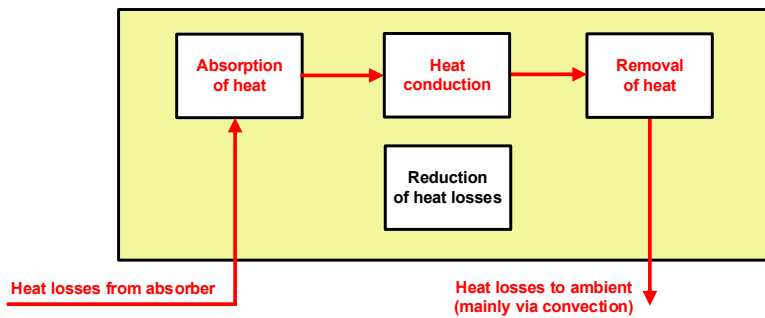 Absorption
of heat
Heat
conduction
Removal
of heat
Reduction
of heat losses
Heat losses from absorber
Heat losses to ambient
(mainly via convection)